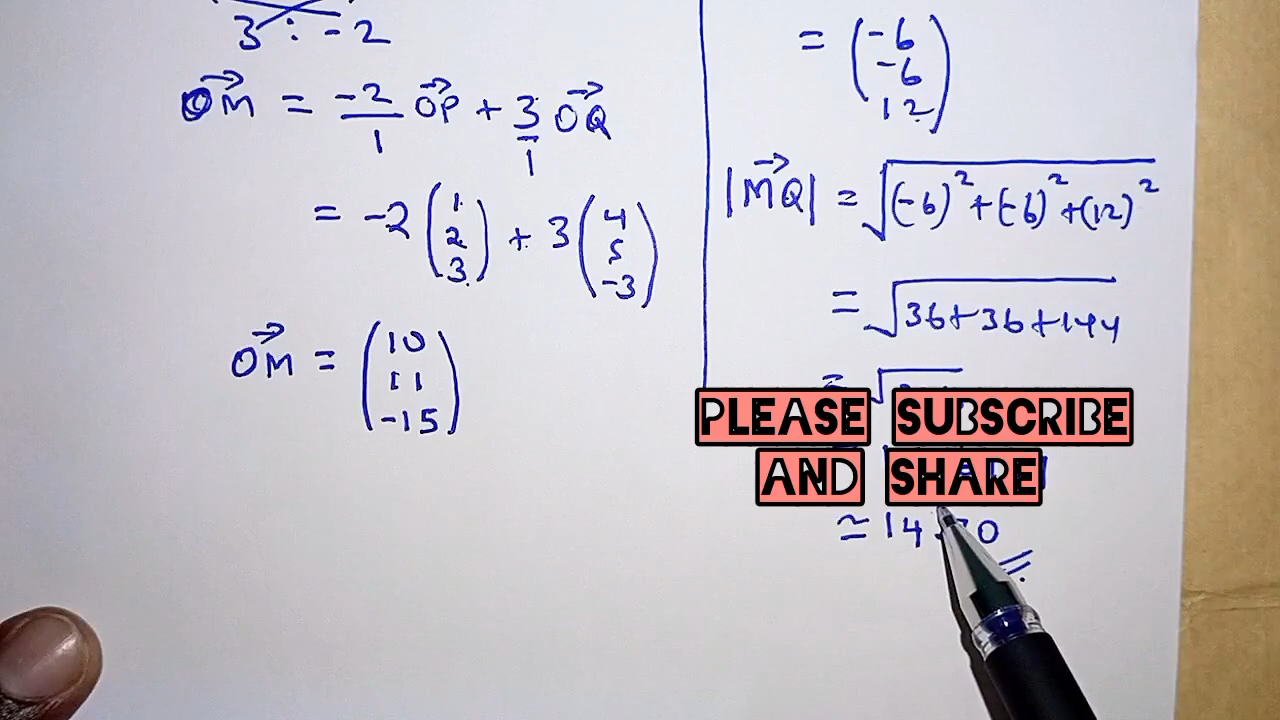 3 ÷ -2
OM = -2/1 OP + 3/1 OQ
= -2 (1 2 3) + 3 (4 5 -3)
OM = (10 11 -15)
= (-6 -6 12)
|MQ| = √(-6)² + (-6)² + (12)²
= √36+36+144
= √
PLEASE SUBSCRIBE
AND SHARE
≃ 14 0